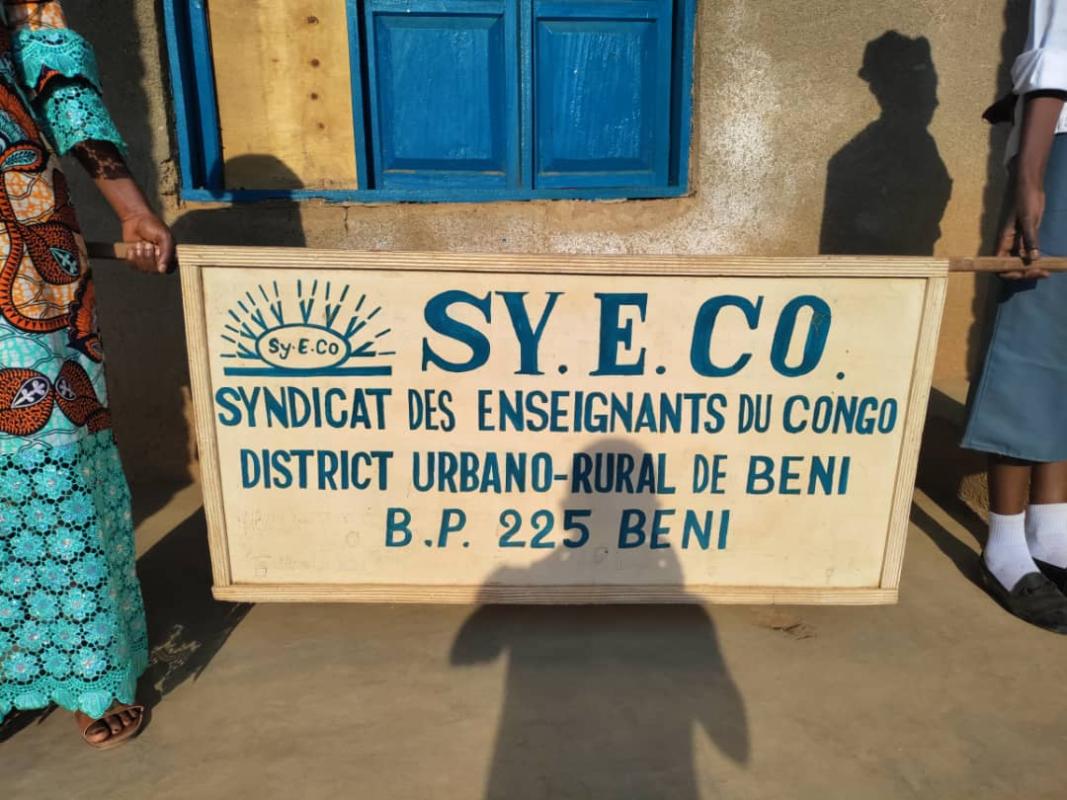 Sy.E.Co
SY.E.CO.
SYNDICAT DES ENSEIGNANTS DU CONGO
DISTRICT URBANO-RURAL DE BENI
B.P. 225 BENI